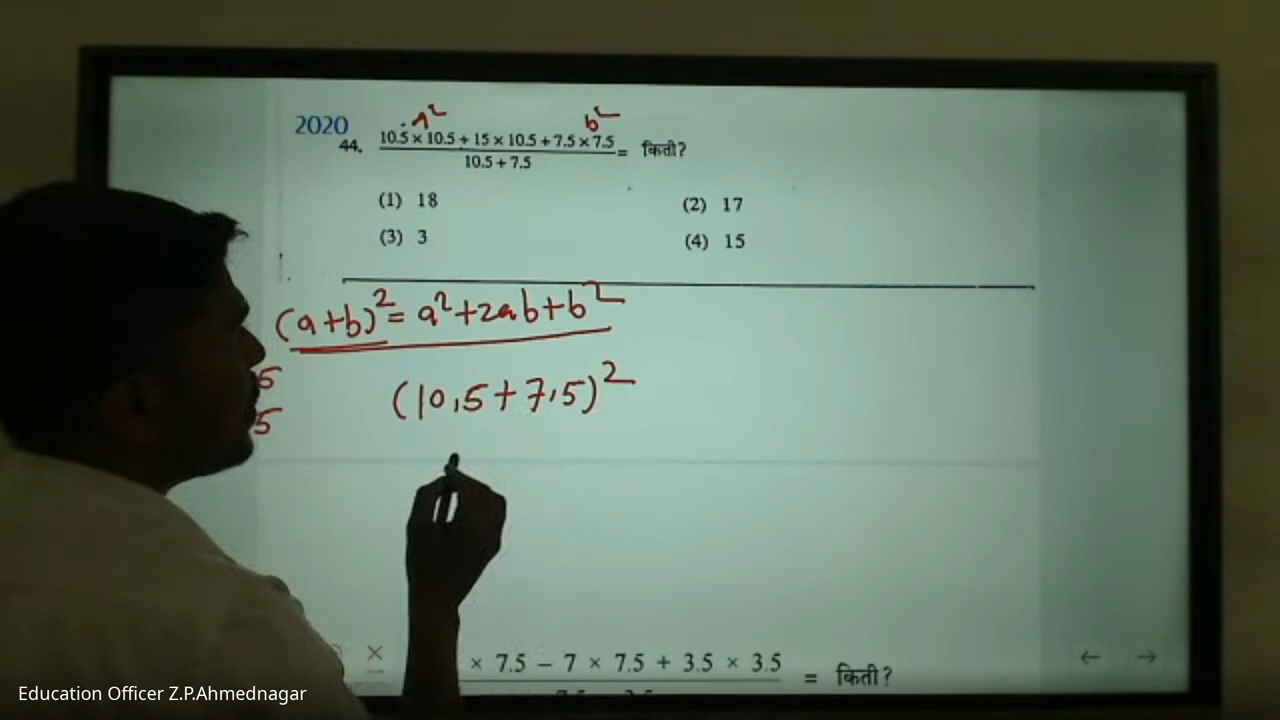 2020
a² b²
44. 10.5 × 10.5 + 15 × 10.5 + 7.5 × 7.5
10.5 + 7.5
= किती?
(1) 18 (2) 17
(3) 3 (4) 15
(a+b)² = a²+2ab+b²
5 (10.5+7.5)²
5
× 7.5 − 7 × 7.5 + 3.5 × 3.5
= किती?
Education Officer Z.P.Ahmednagar